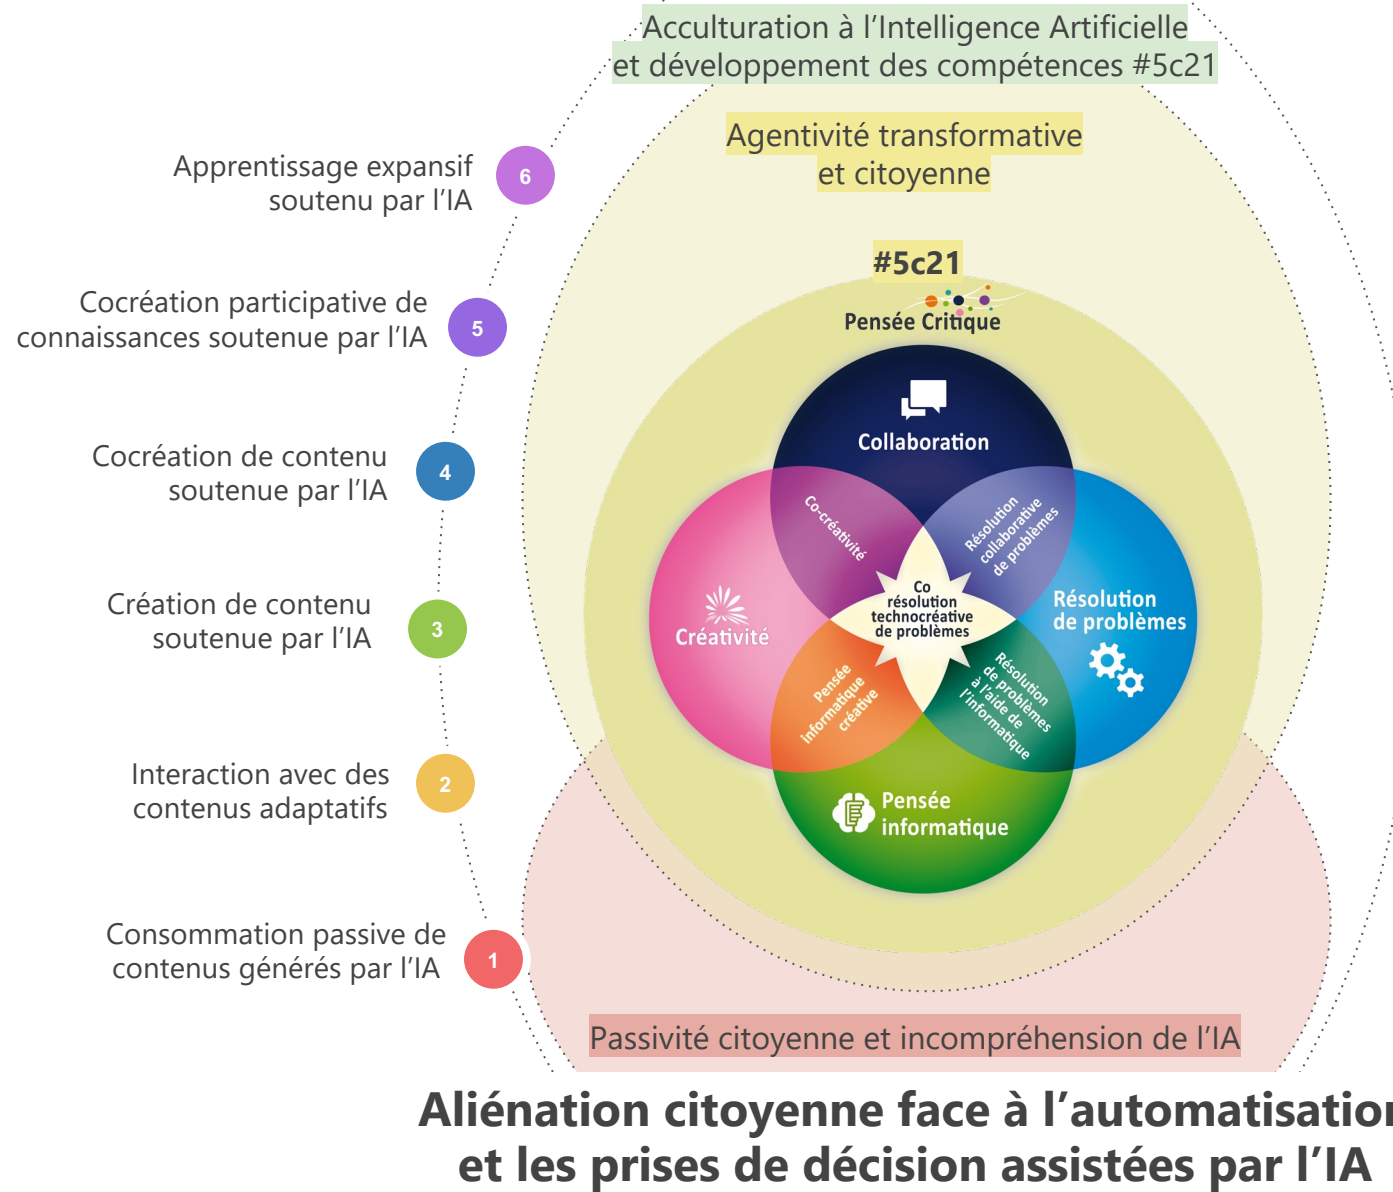 Acculturation à l’Intelligence Artificielle
et développement des compétences #5c21
Agentivité transformative
et citoyenne
Apprentissage expansif
soutenu par l’IA
6
#5c21
Pensée Critique
Cocréation participative de
connaissances soutenue par l’IA
5
Collaboration
Cocréation de contenu
soutenue par l’IA
4
Co-créativité
Résolution
collaborative
de problèmes
Création de contenu
soutenue par l’IA
3
Créativité
Co
résolution
technocréative
de problèmes
Résolution
de problèmes
Pensée
informatique
créative
Résolution
de problèmes
à l'aide de
l'informatique
Interaction avec des
contenus adaptatifs
2
Pensée
informatique
Consommation passive de
contenus générés par l’IA
1
Passivité citoyenne et incompréhension de l’IA
Aliénation citoyenne face à l’automatisation
et les prises de décision assistées par l’IA